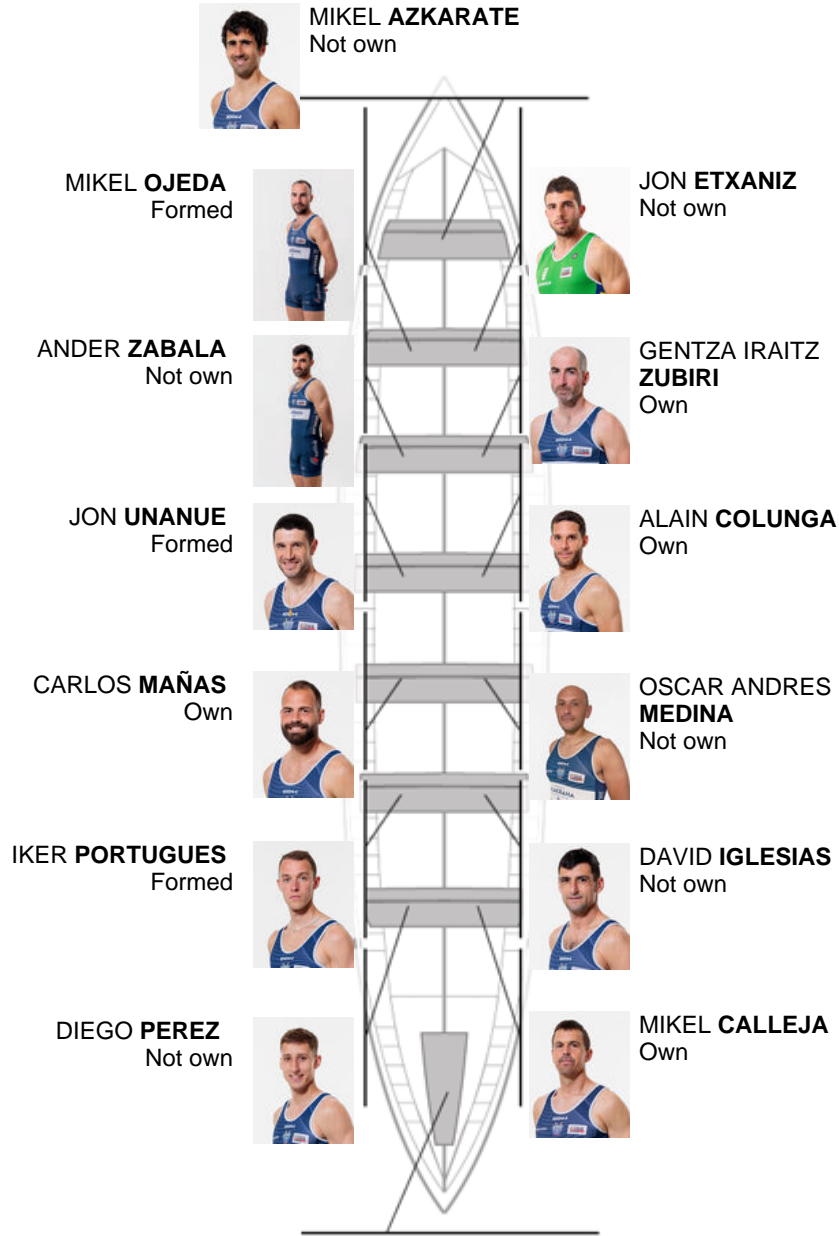 MIKEL AZKARATE
Not own
MIKEL OJEDA
Formed
JON ETXANIZ
Not own
ANDER ZABALA
Not own
GENTZA IRAITZ
ZUBIRI
Own
JON UNANUE
Formed
ALAIN COLUNGA
Own
CARLOS MAÑAS
Own
OSCAR ANDRES
MEDINA
Not own
IKER PORTUGUES
Formed
DAVID IGLESIAS
Not own
DIEGO PEREZ
Not own
MIKEL CALLEJA
Own